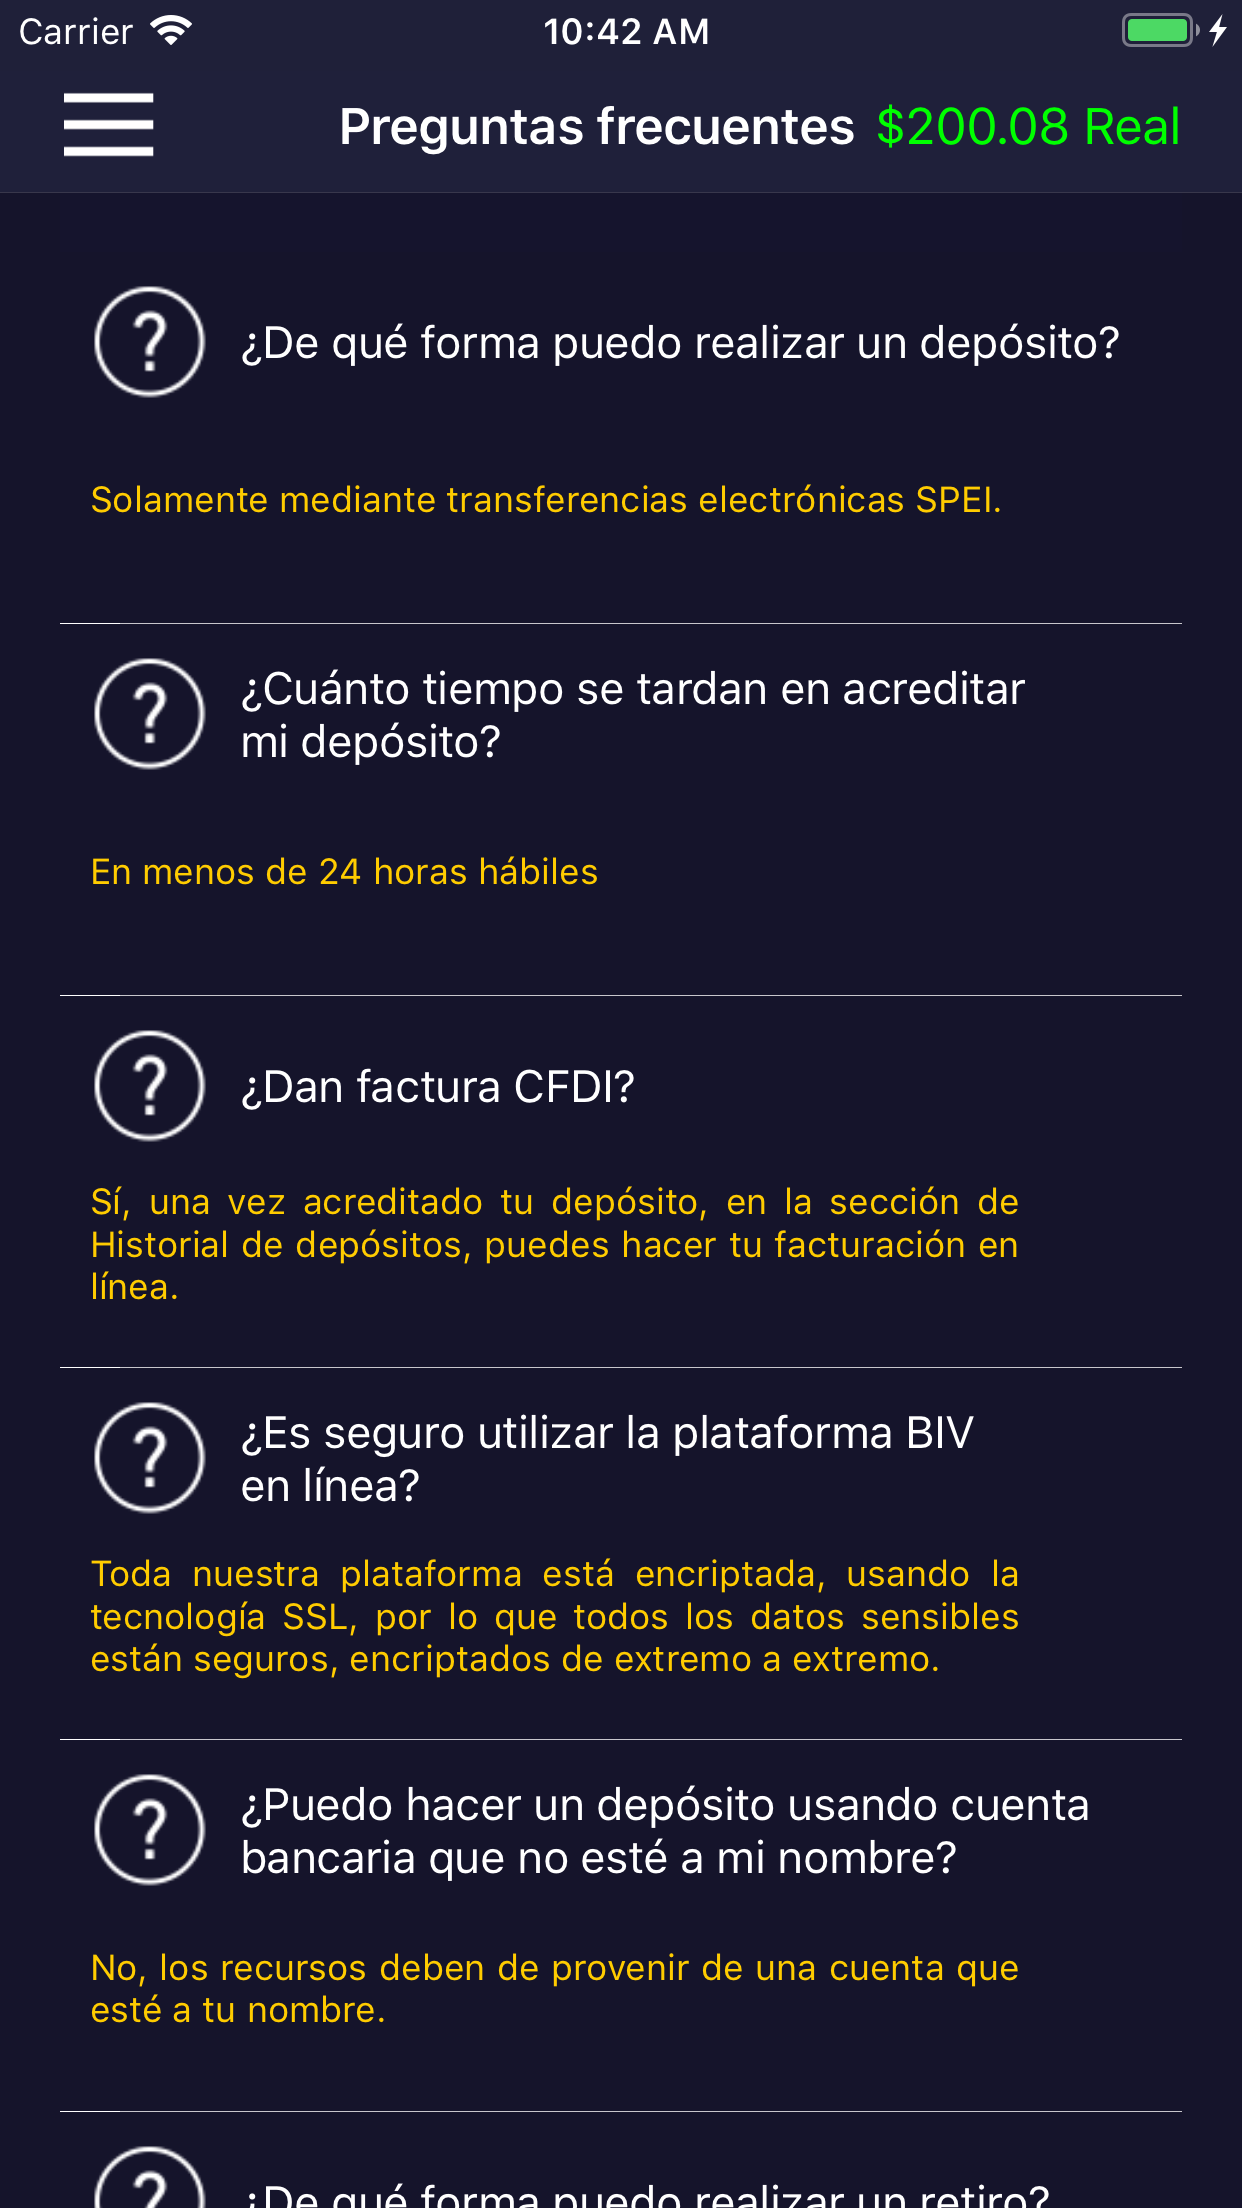 Carrier 10:42 AM
Preguntas frecuentes $200.08 Real
¿De qué forma puedo realizar un depósito?
Solamente mediante transferencias electrónicas SPEI.
¿Cuánto tiempo se tardan en acreditar
mi depósito?
En menos de 24 horas hábiles
¿Dan factura CFDI?
Sí, una vez acreditado tu depósito, en la sección de
Historial de depósitos, puedes hacer tu facturación en
línea.
¿Es seguro utilizar la plataforma BIV
en línea?
Toda nuestra plataforma está encriptada, usando la
tecnología SSL, por lo que todos los datos sensibles
están seguros, encriptados de extremo a extremo.
¿Puedo hacer un depósito usando cuenta
bancaria que no esté a mi nombre?
No, los recursos deben de provenir de una cuenta que
esté a tu nombre.
¿De qué forma puedo realizar un retiro?